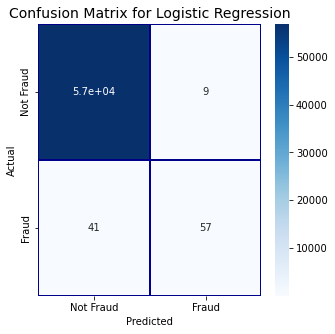 Confusion Matrix for Logistic Regression
Not Fraud
5.7e+04
9
Actual
Fraud
41
57
Not Fraud
Fraud
Predicted
50000
40000
30000
20000
10000